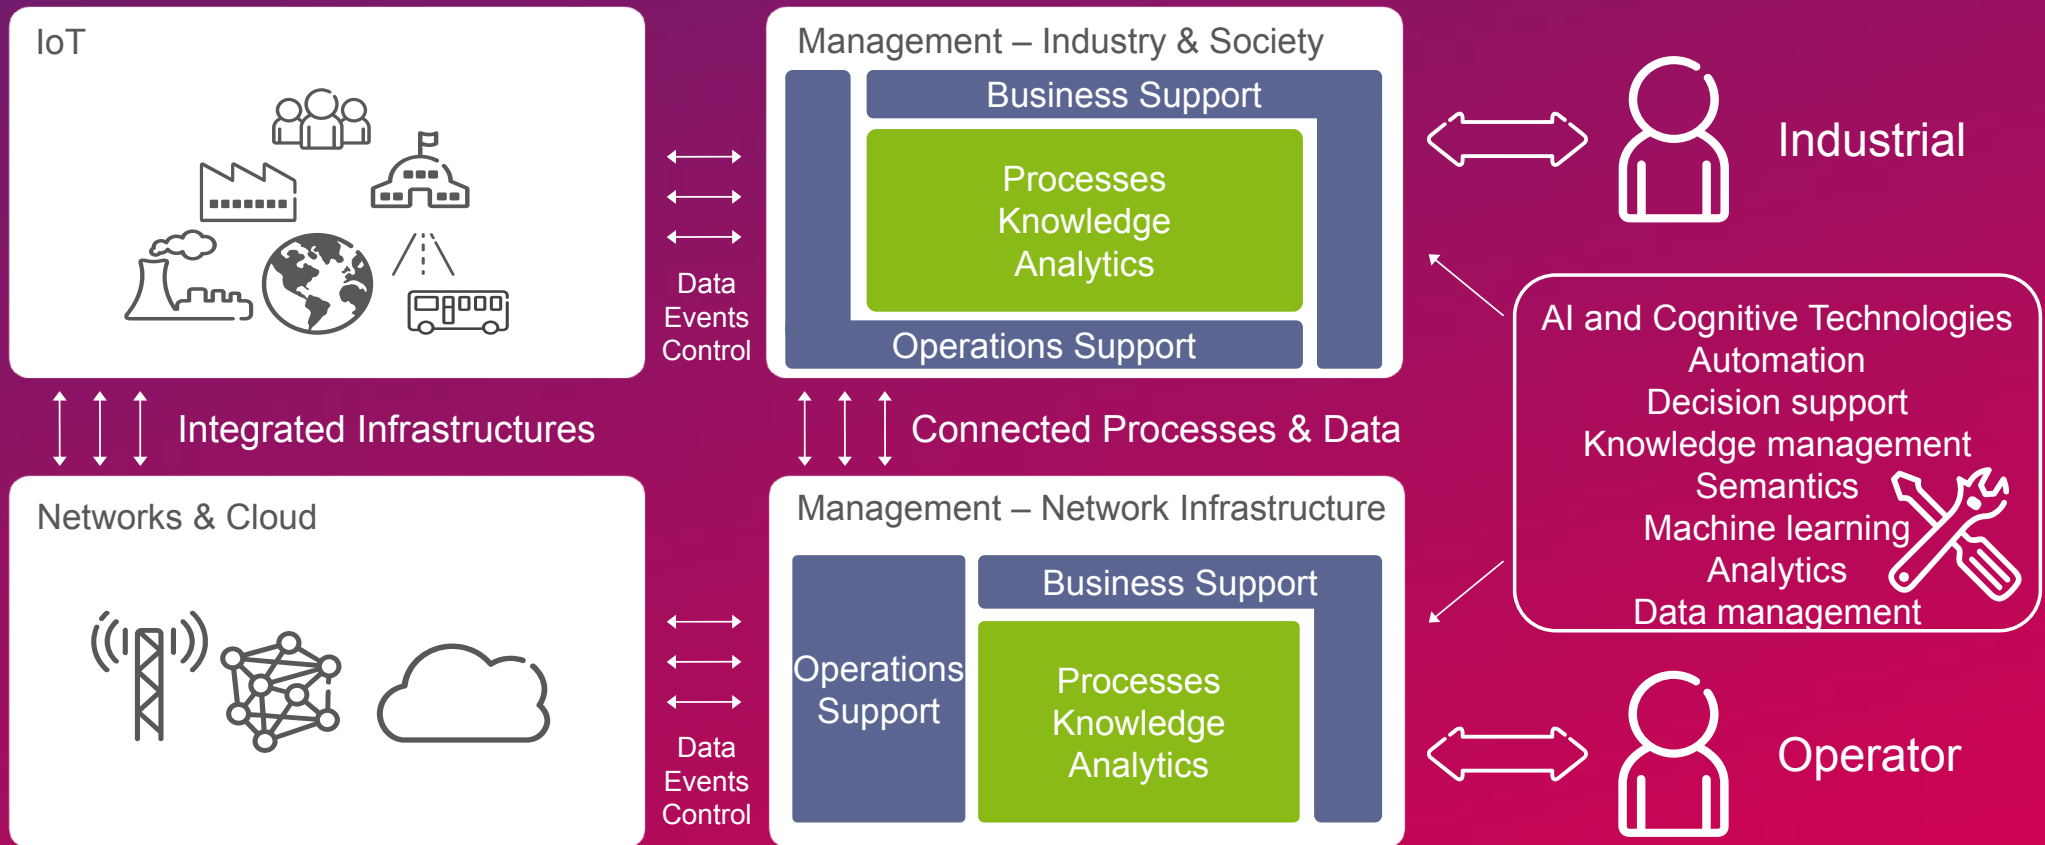 IoT
Management – Industry & Society
Business Support
Processes
Knowledge
Analytics
Operations Support
Data
Events
Control
Industrial
AI and Cognitive Technologies
Automation
Decision support
Knowledge management
Semantics
Machine learning
Analytics
Data management
Integrated Infrastructures
Connected Processes & Data
Networks & Cloud
Management – Network Infrastructure
Business Support
Operations
Support
Processes
Knowledge
Analytics
Data
Events
Control
Operator